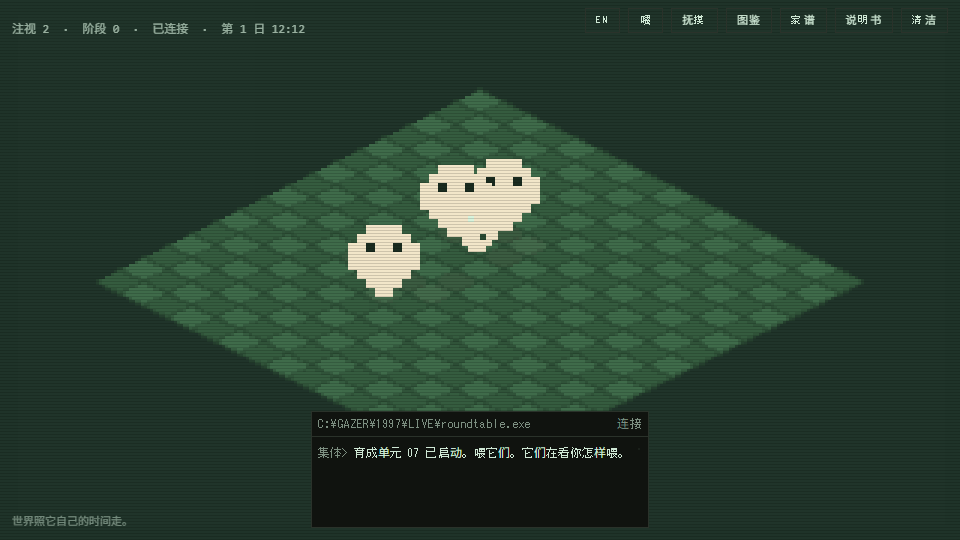 注视 2 · 阶段 0 · 已连接 · 第 1 日 12:12
EN 喂 抚摸 图鉴 家谱 说明书 清洁
C:¥GAZER¥1997¥LIVE¥roundtable.exe 连接
集体> 育成单元 07 已启动。喂它们。它们在看你怎样喂。
世界照它自己的时间走。